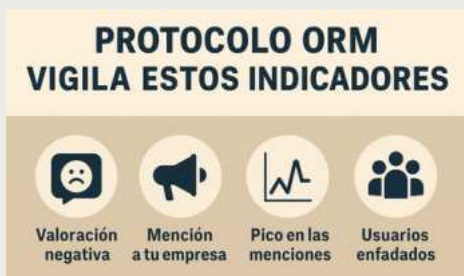 PROTOCOLO ORM
VIGILA ESTOS INDICADORES
Valoración
negativa
Mención
a tu empresa
Pico en las
menciones
Usuarios
enfadados